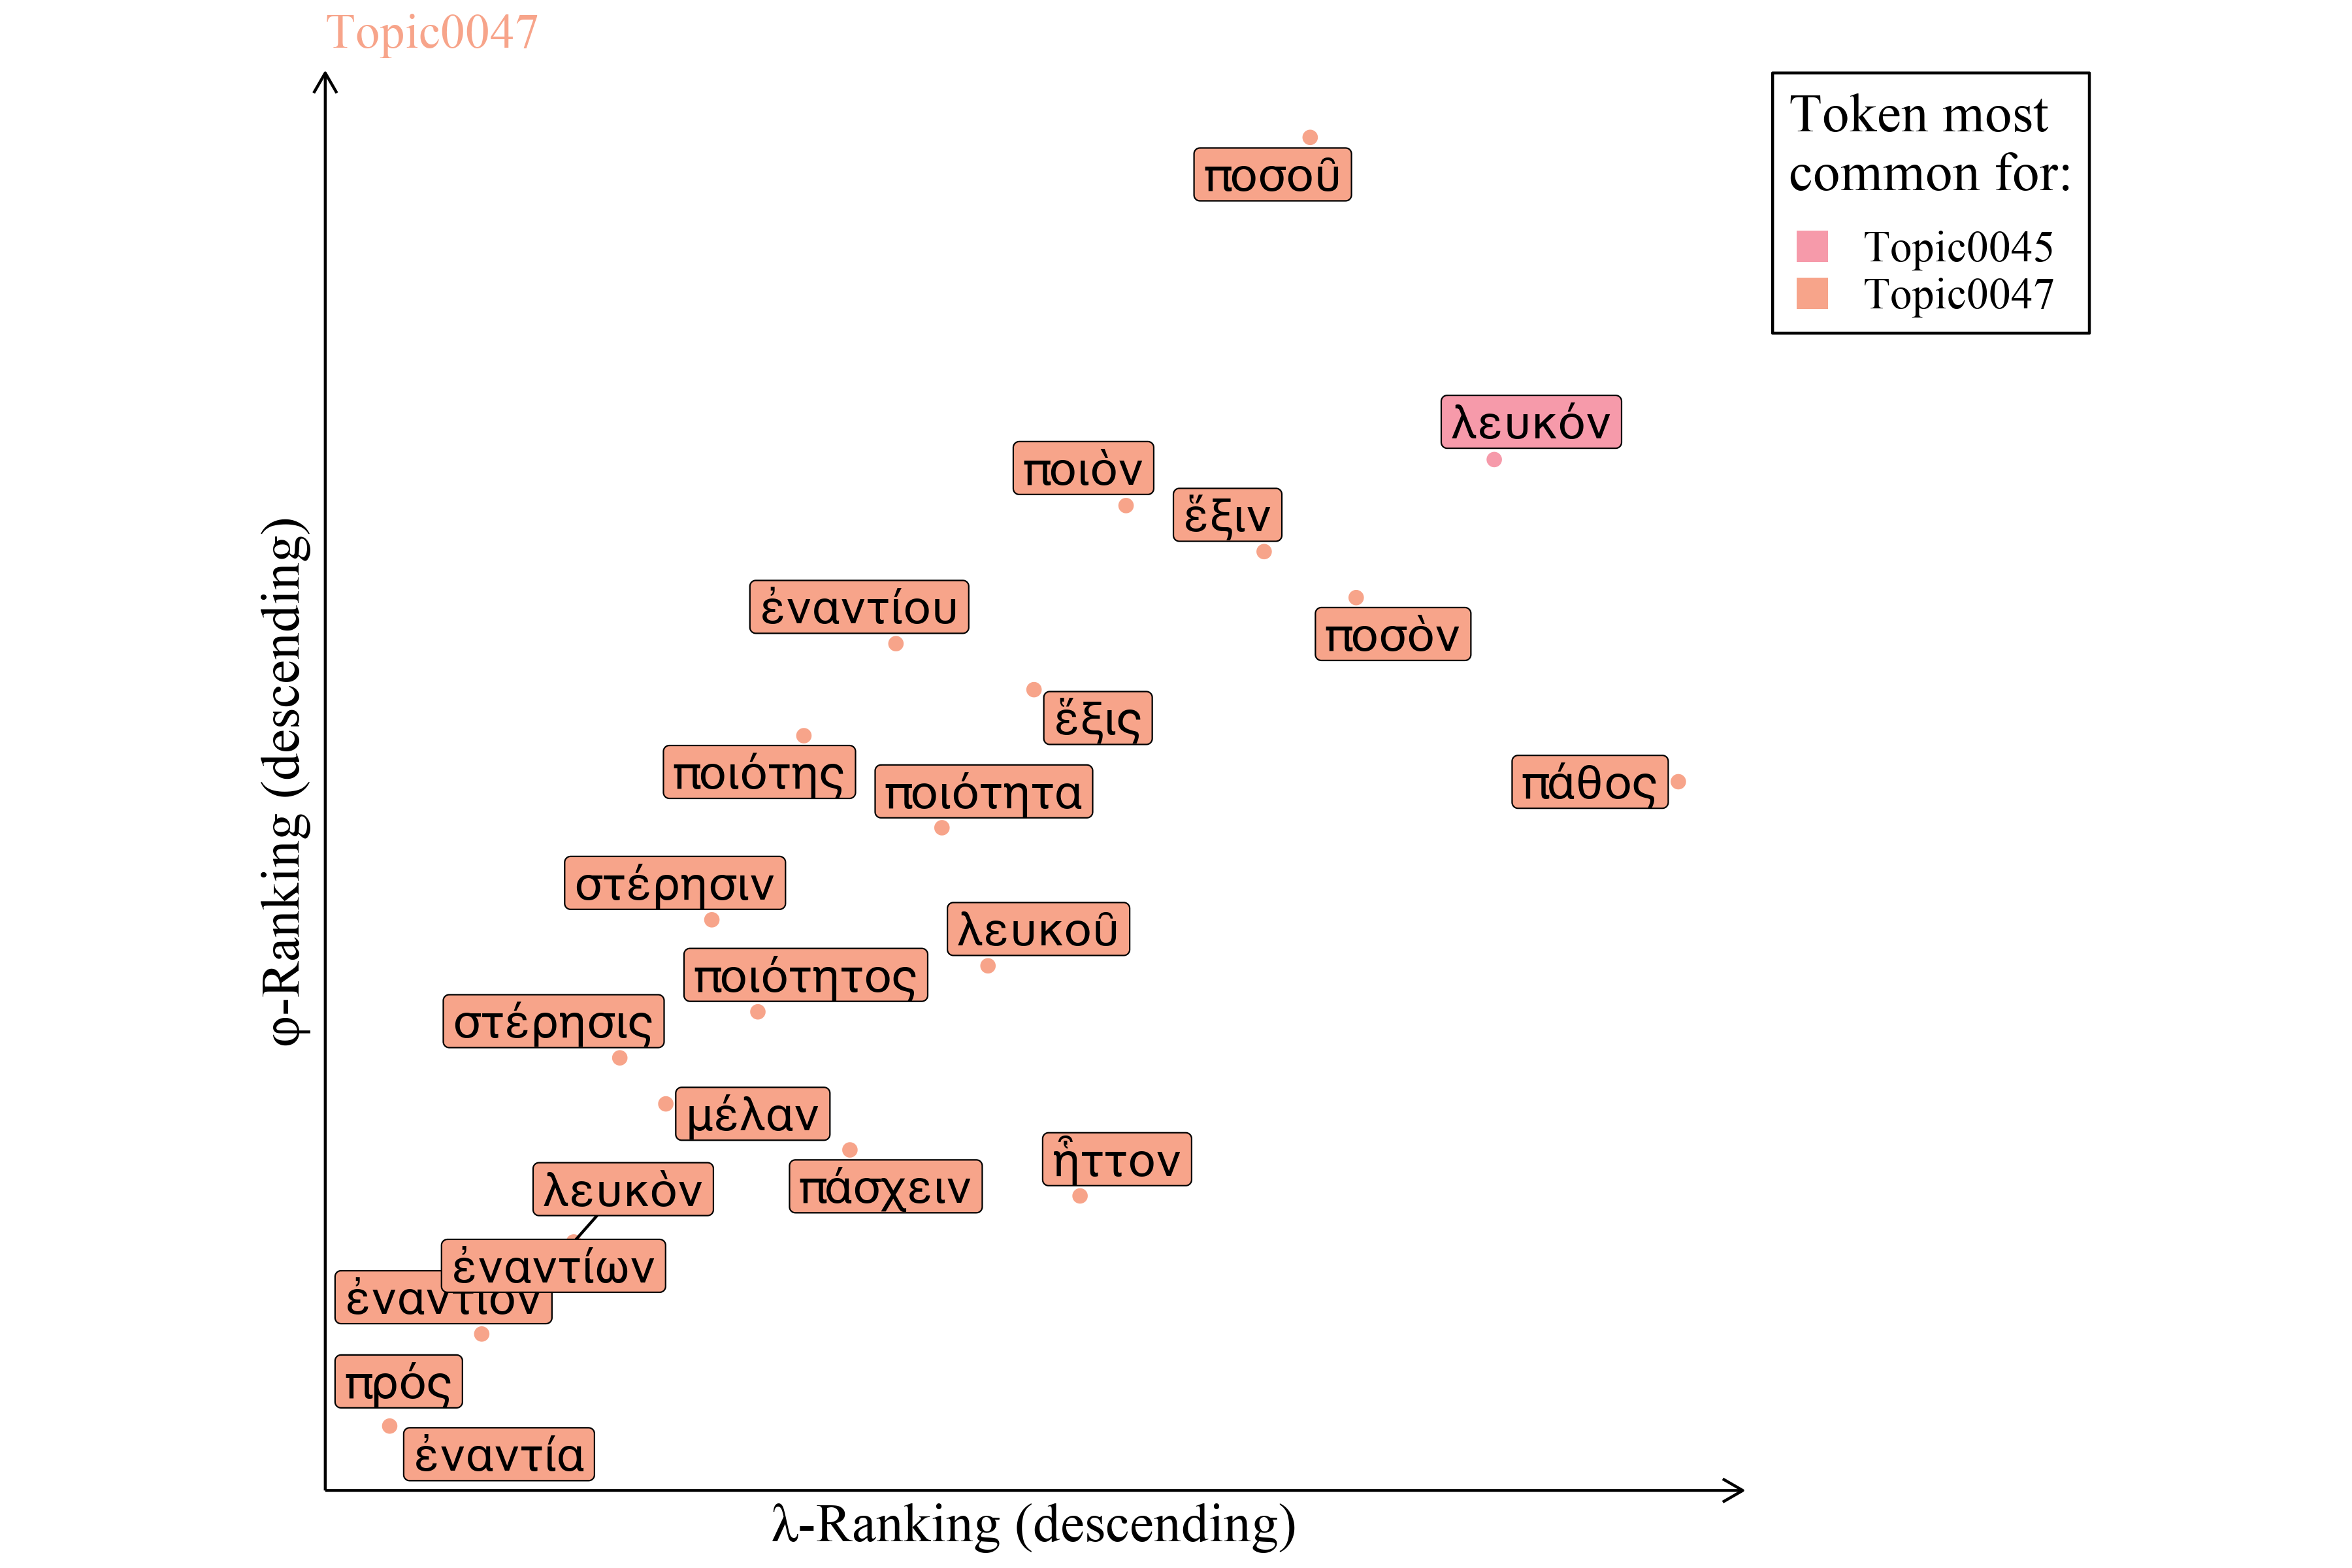 Topic0047
Token most
common for:
Topic0045
Topic0047
ποσοῦ
λευκόν
ποιὸν
ἕξιν
ἐναντίου
ποσὸν
ἕξις
ποιότης
ποιότητα
πάθος
στέρησιν
λευκοῦ
ποιότητος
στέρησις
μέλαν
ἧττον
πάσχειν
λευκὸν
ἐναντίων
ἐναντίον
πρός
ἐναντία
φ-Ranking (descending)
λ-Ranking (descending)